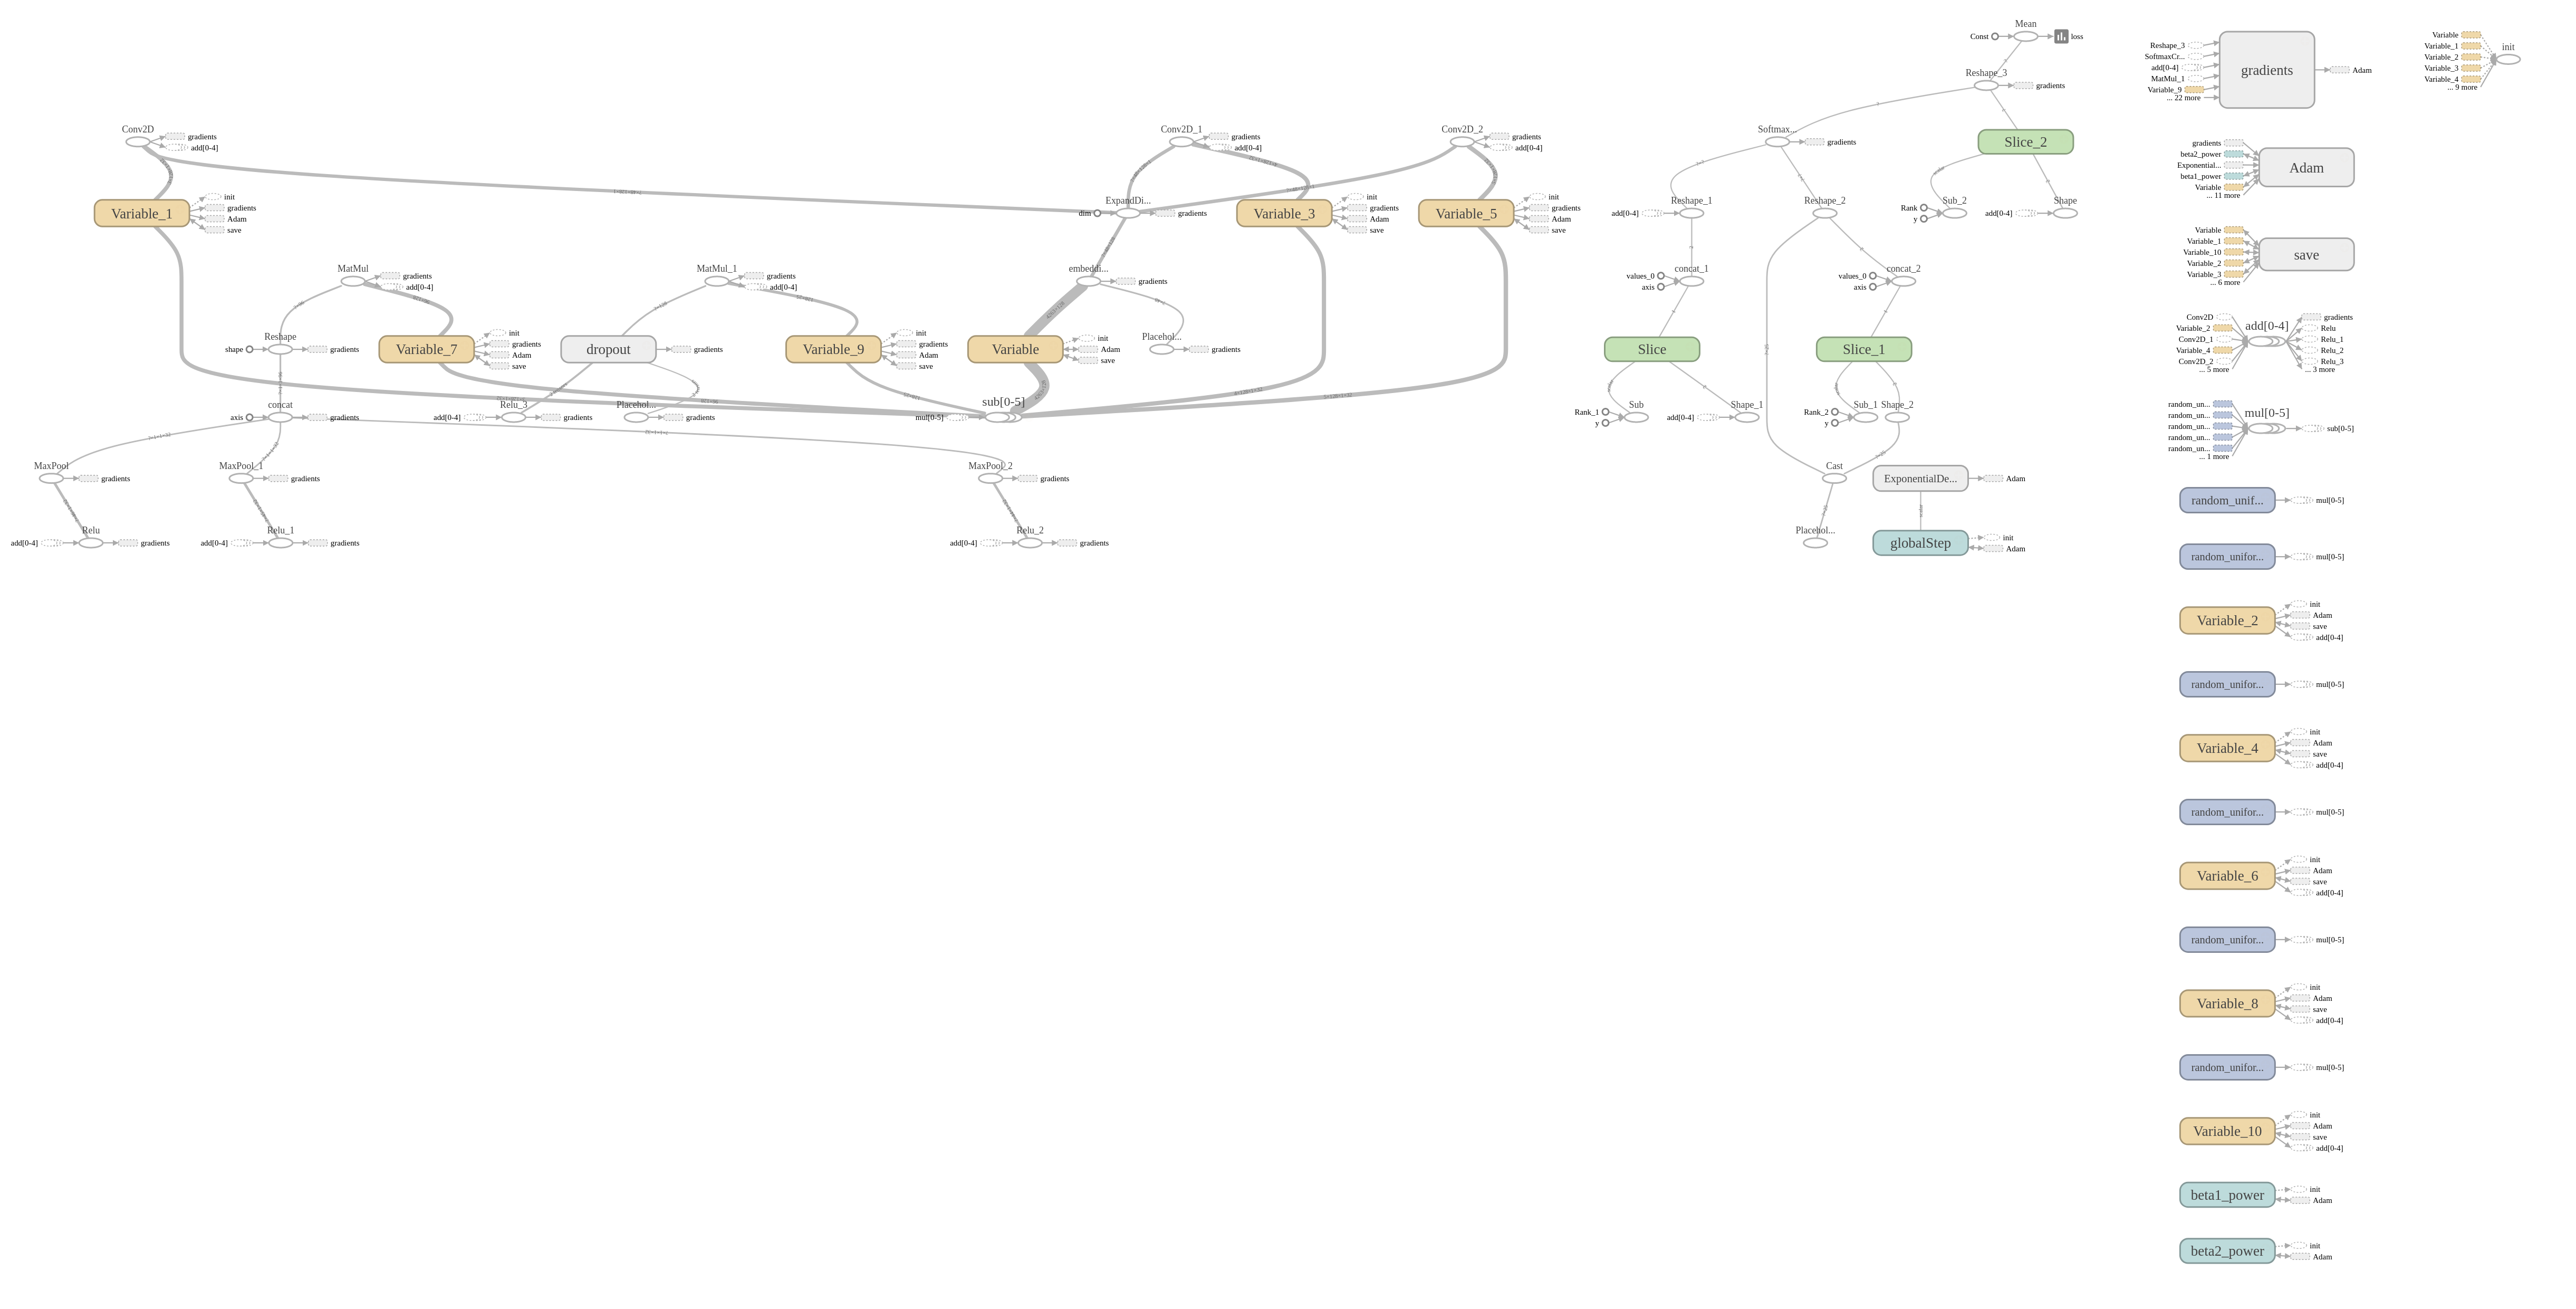 Mean
Const
loss
Reshape_3
gradients
Conv2D
gradients
add[0-4]
Conv2D_1
gradients
add[0-4]
Conv2D_2
gradients
add[0-4]
Softmax...
gradients
Slice_2
Variable_1
init
gradients
Adam
save
ExpandDi...
dim
gradients
Variable_3
init
gradients
Adam
save
Variable_5
init
gradients
Adam
save
Reshape_1
add[0-4]
Reshape_2
Rank
y
Sub_2
add[0-4]
Shape
MatMul
gradients
add[0-4]
MatMul_1
gradients
add[0-4]
embeddi...
gradients
values_0
axis
concat_1
values_0
axis
concat_2
Reshape
shape
gradients
Variable_7
init
gradients
Adam
save
dropout
gradients
Variable_9
init
gradients
Adam
save
Variable
init
Adam
save
Placehol...
gradients
Slice
Slice_1
concat
axis
gradients
Relu_3
add[0-4]
gradients
Placehol...
gradients
sub[0-5]
mul[0-5]
Rank_1
y
Sub
add[0-4]
Shape_1
Rank_2
y
Sub_1
Shape_2
MaxPool
gradients
MaxPool_1
gradients
MaxPool_2
gradients
Cast
ExponentialDe...
Adam
Relu
add[0-4]
gradients
Relu_1
add[0-4]
gradients
Relu_2
add[0-4]
gradients
Placehol...
globalStep
init
Adam
Reshape_3
SoftmaxCr...
add[0-4]
MatMul_1
Variable_9
... 22 more
gradients
Adam
Variable
Variable_1
Variable_2
Variable_3
Variable_4
... 9 more
init
gradients
beta2_power
Exponential...
beta1_power
Variable
... 11 more
Adam
Variable
Variable_1
Variable_10
Variable_2
Variable_3
... 6 more
save
Conv2D
Variable_2
Conv2D_1
Variable_4
Conv2D_2
... 5 more
add[0-4]
gradients
Relu
Relu_1
Relu_2
Relu_3
... 3 more
random_un...
random_un...
random_un...
random_un...
random_un...
... 1 more
mul[0-5]
sub[0-5]
random_unif...
mul[0-5]
random_unifor...
mul[0-5]
Variable_2
init
Adam
save
add[0-4]
random_unifor...
mul[0-5]
Variable_4
init
Adam
save
add[0-4]
random_unifor...
mul[0-5]
Variable_6
init
Adam
save
add[0-4]
random_unifor...
mul[0-5]
Variable_8
init
Adam
save
add[0-4]
random_unifor...
mul[0-5]
Variable_10
init
Adam
save
add[0-4]
beta1_power
init
Adam
beta2_power
init
Adam